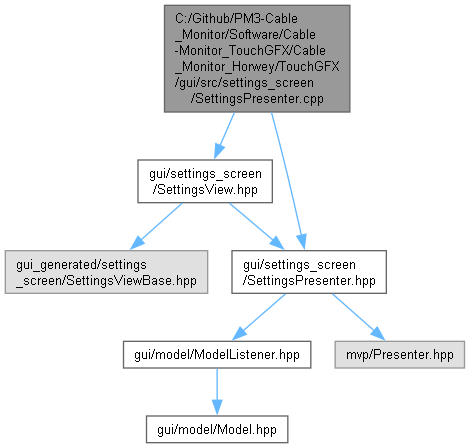 C:/Github/PM3-Cable
_Monitor/Software/Cable
-Monitor_TouchGFX/Cable
_Monitor_Horwey/TouchGFX
/gui/src/settings_screen
/SettingsPresenter.cpp
gui/settings_screen
/SettingsView.hpp
gui_generated/settings
_screen/SettingsViewBase.hpp
gui/settings_screen
/SettingsPresenter.hpp
gui/model/ModelListener.hpp
mvp/Presenter.hpp
gui/model/Model.hpp